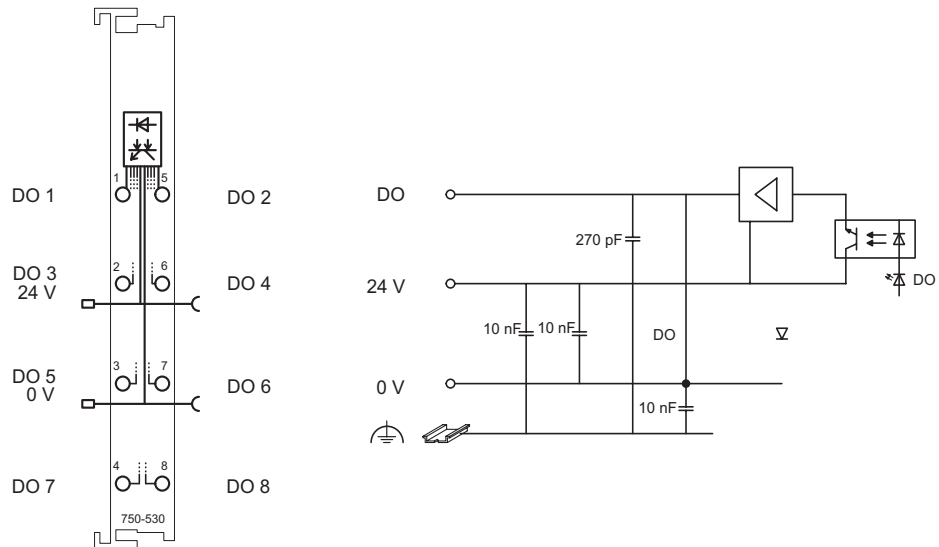 1
5
DO 1
DO 2
2
6
DO 3
24 V
DO 4
3
7
DO 5
0 V
DO 6
4
8
DO 7
DO 8
750-530
DO
270 pF
24 V
DO
10 nF
10 nF
DO
0 V
10 nF